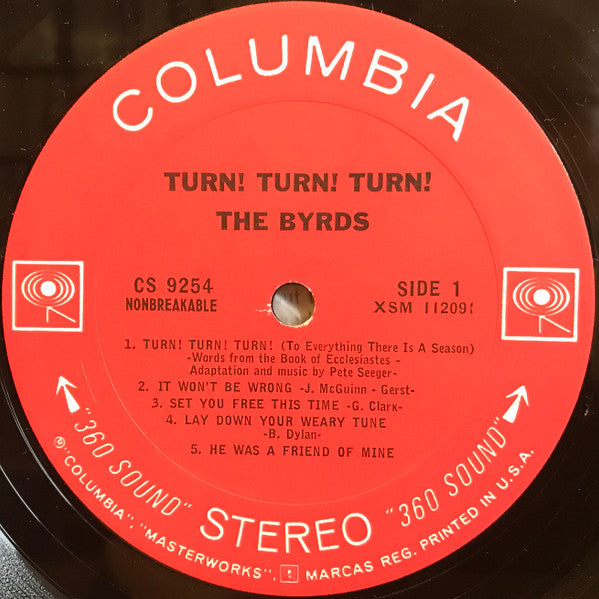 COLUMBIA
TURN! TURN! TURN!
THE BYRDS
CS 9254
NONBREAKABLE
SIDE 1
XSM 112091
1. TURN! TURN! TURN! (To Everything There Is A Season)
-Words from the Book of Ecclesiastes -
Adaptation and music by Pete Seeger-
2. IT WON'T BE WRONG -J. McGuinn - Gerst-
3. SET YOU FREE THIS TIME -G. Clark-
4. LAY DOWN YOUR WEARY TUNE
-B. Dylan-
5. HE WAS A FRIEND OF MINE
"360 SOUND" STEREO "360 SOUND"
"COLUMBIA", "MASTERWORKS", MARCAS REG. PRINTED IN U.S.A.